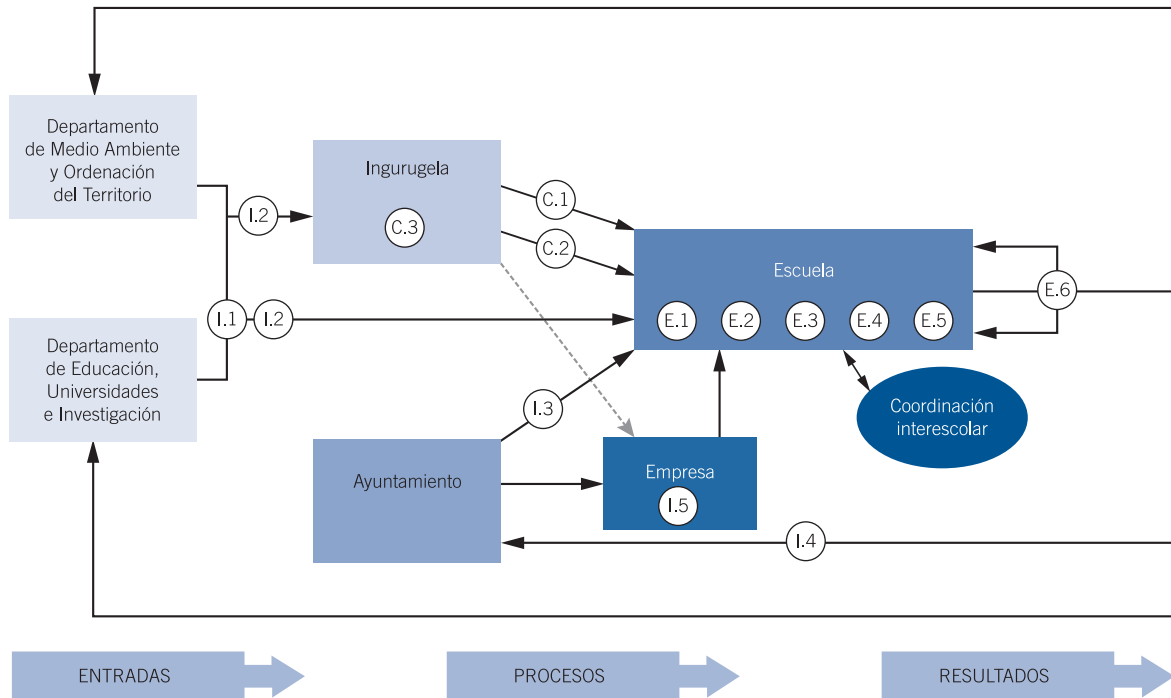 Departamento
de Medio Ambiente
y Ordenación
del Territorio
I.2
Ingurugela
C.3
C.1
C.2
Escuela
E.1
E.2
E.3
E.4
E.5
E.6
I.1
I.2
Departamento
de Educación,
Universidades
e Investigación
I.3
Ayuntamiento
Empresa
I.5
Coordinación
interescolar
I.4
ENTRADAS
PROCESOS
RESULTADOS